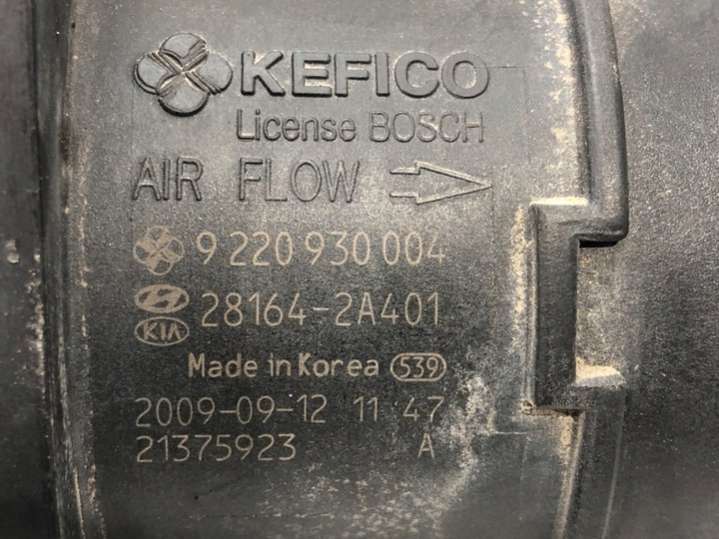 KEFICO
License BOSCH
AIR FLOW
9 220 930 004
28164-2A401
KIA
Made in Korea 539
2009-09-12 11 47
21375923 A